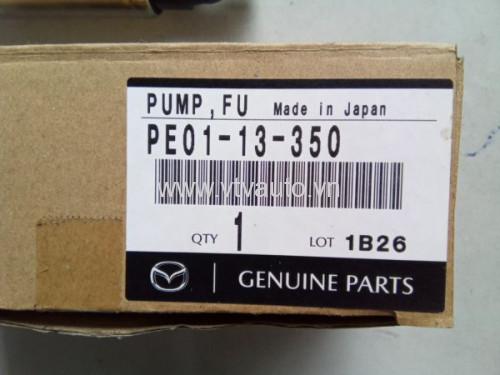 PUMP, FU Made in Japan
PE01-13-350
www.vtvauto.vn
QTY 1 LOT 1B26
GENUINE PARTS